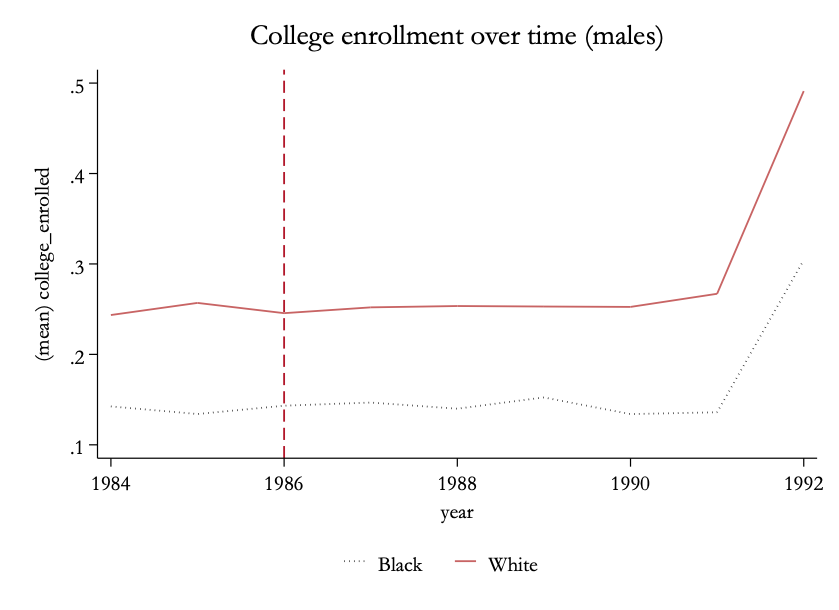 College enrollment over time (males)
(mean) college_enrolled
.5
.4
.3
.2
.1
1984 1986 1988 1990 1992
year
Black White